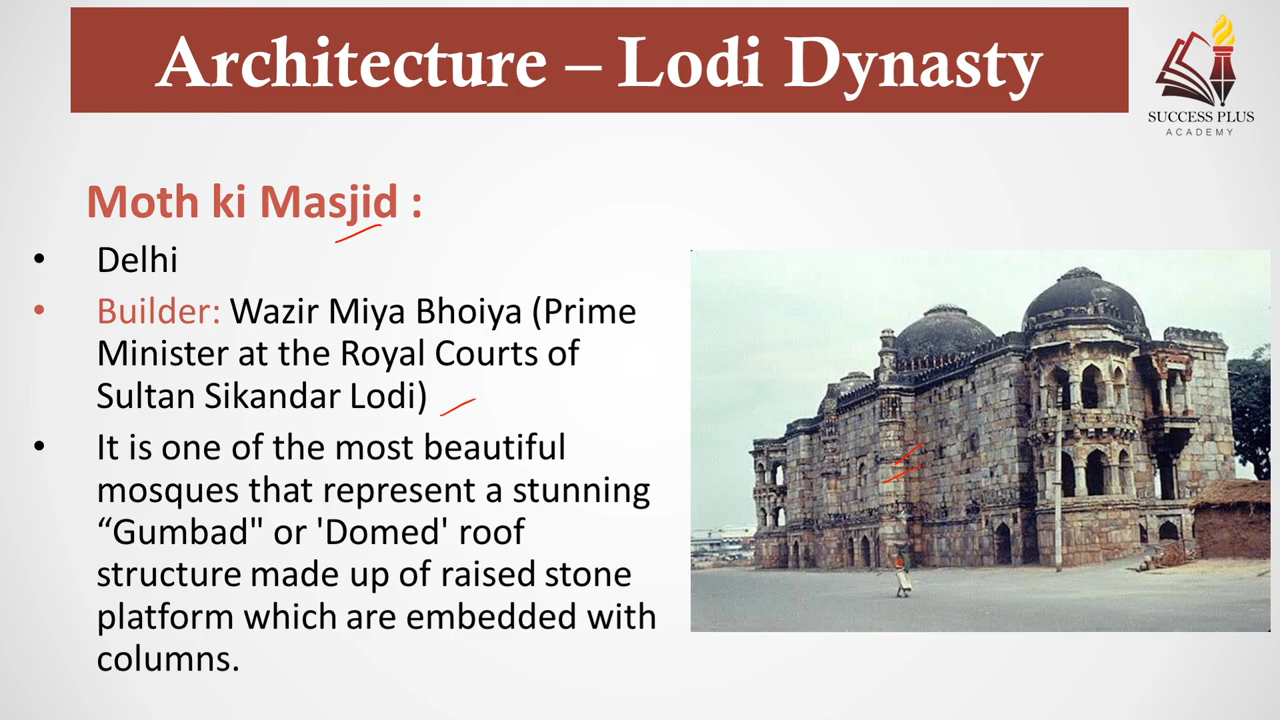 Architecture – Lodi Dynasty
SUCCESS PLUS
ACADEMY
Moth ki Masjid :
• Delhi
• Builder: Wazir Miya Bhoiya (Prime
Minister at the Royal Courts of
Sultan Sikandar Lodi)
• It is one of the most beautiful
mosques that represent a stunning
“Gumbad" or 'Domed' roof
structure made up of raised stone
platform which are embedded with
columns.